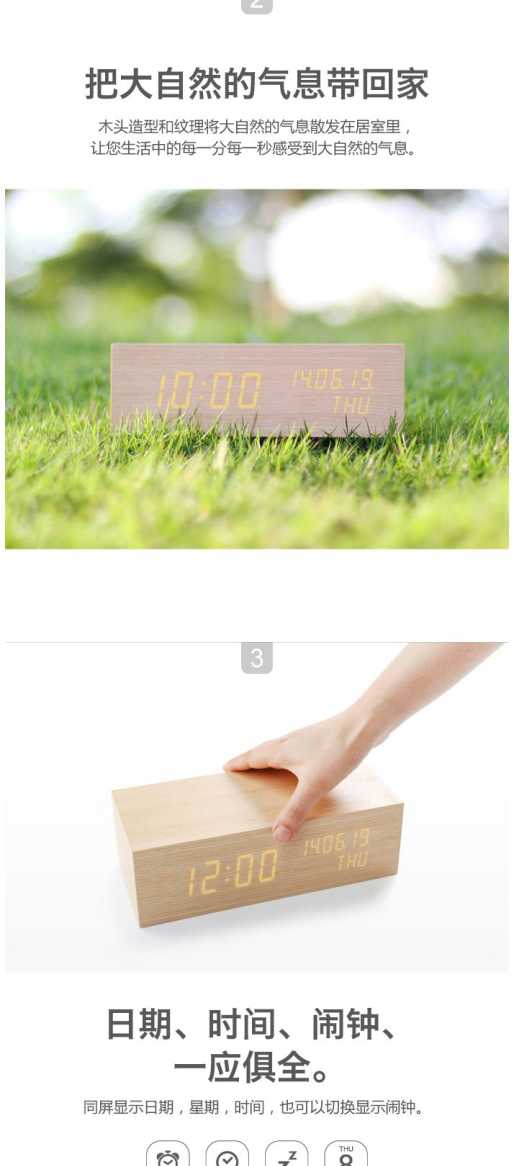 2
把大自然的气息带回家
木头造型和纹理将大自然的气息散发在居室里，
让您生活中的每一分每一秒感受到大自然的气息。
10:00
14.06.19.
THU
3
12:00
14.06.19
THU
日期、时间、闹钟、
一应俱全。
同屏显示日期，星期，时间，也可以切换显示闹钟。
z Z
THU